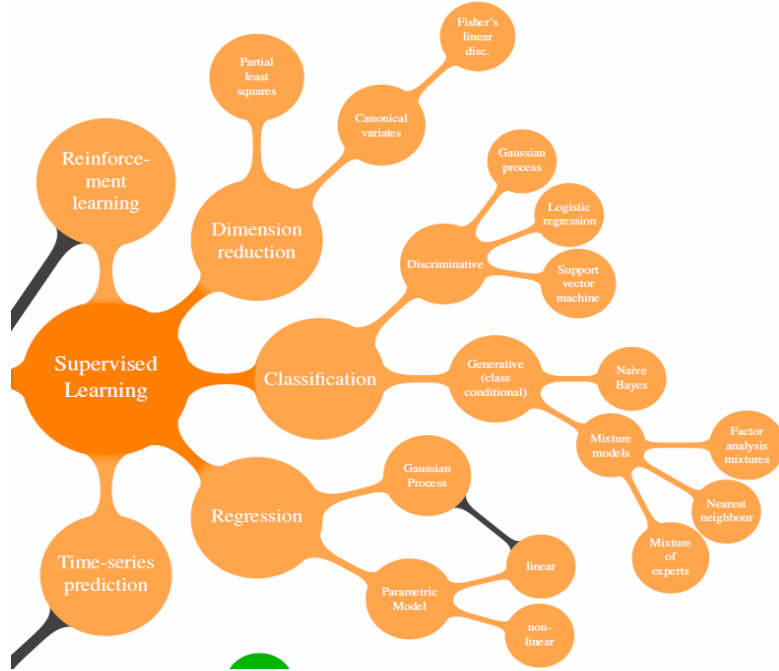 Fisher's
linear
disc.
Partial
least
squares
Canonical
variates
Reinforce-
ment
learning
Dimension
reduction
Gaussian
process
Logistic
regression
Discriminative
Support
vector
machine
Supervised
Learning
Classification
Generative
(class
conditional)
Naive
Bayes
Mixture
models
Factor
analysis
mixtures
Nearest
neighbour
Mixture
of
experts
Gaussian
Process
Regression
Time-series
prediction
Parametric
Model
linear
non-
linear